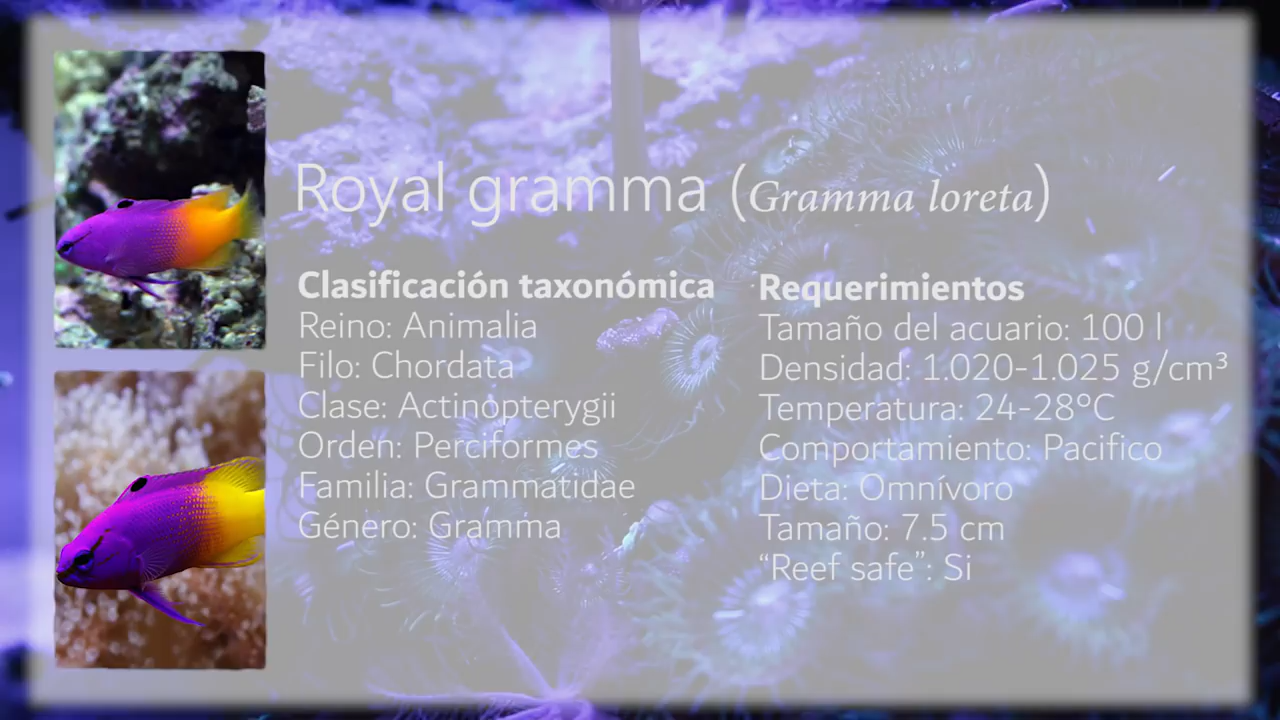 Royal gramma (Gramma loreta)
Clasificación taxonómica
Reino: Animalia
Filo: Chordata
Clase: Actinopterygii
Orden: Perciformes
Familia: Grammatidae
Género: Gramma
Requerimientos
Tamaño del acuario: 100 l
Densidad: 1.020-1.025 g/cm³
Temperatura: 24-28°C
Comportamiento: Pacifico
Dieta: Omnívoro
Tamaño: 7.5 cm
“Reef safe”: Si